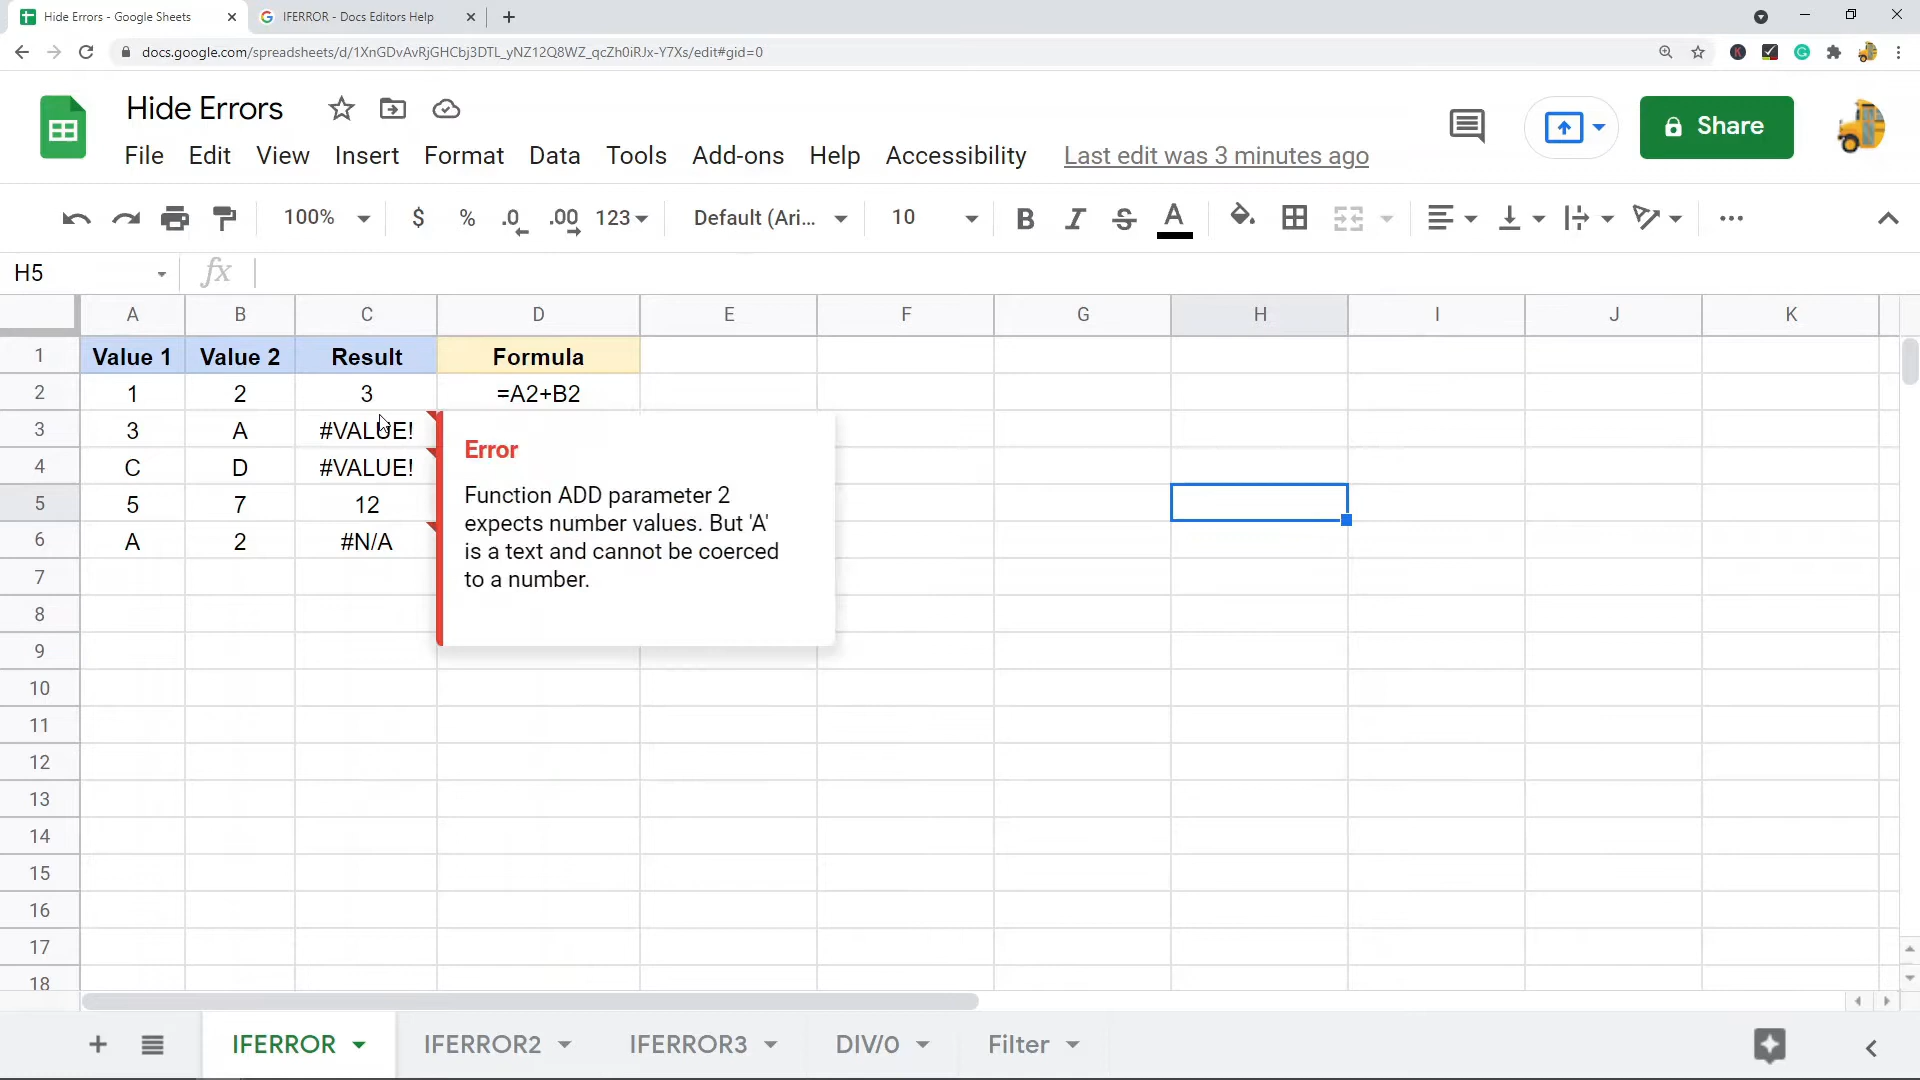 Hide Errors - Google Sheets
IFERROR - Docs Editors Help
docs.google.com/spreadsheets/d/1XnGDvAvRjGHCbj3DTL_yNZ12Q8WZ_qcZh0iRJx-Y7Xs/edit#gid=0
Hide Errors
Share
File Edit View Insert Format Data Tools Add-ons Help Accessibility Last edit was 3 minutes ago
100% $ % .0 .00 123 Default (Ari... 10 B I S A
H5 fx
A B C D E F G H I J K
1 Value 1 Value 2 Result Formula
2 1 2 3 =A2+B2
3 3 A #VALUE!
4 C D #VALUE!
5 5 7 12
6 A 2 #N/A
Error
Function ADD parameter 2
expects number values. But 'A'
is a text and cannot be coerced
to a number.
7
8
9
10
11
12
13
14
15
16
17
18
IFERROR IFERROR2 IFERROR3 DIV/0 Filter